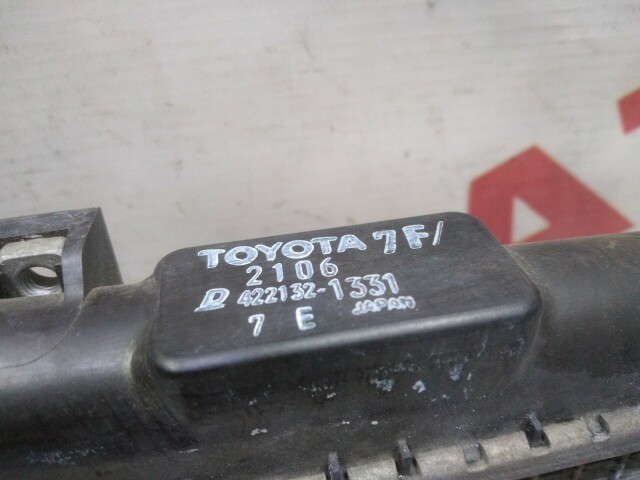 TOYOTA 7F/
2106
D 422132-1331
7 E JAPAN